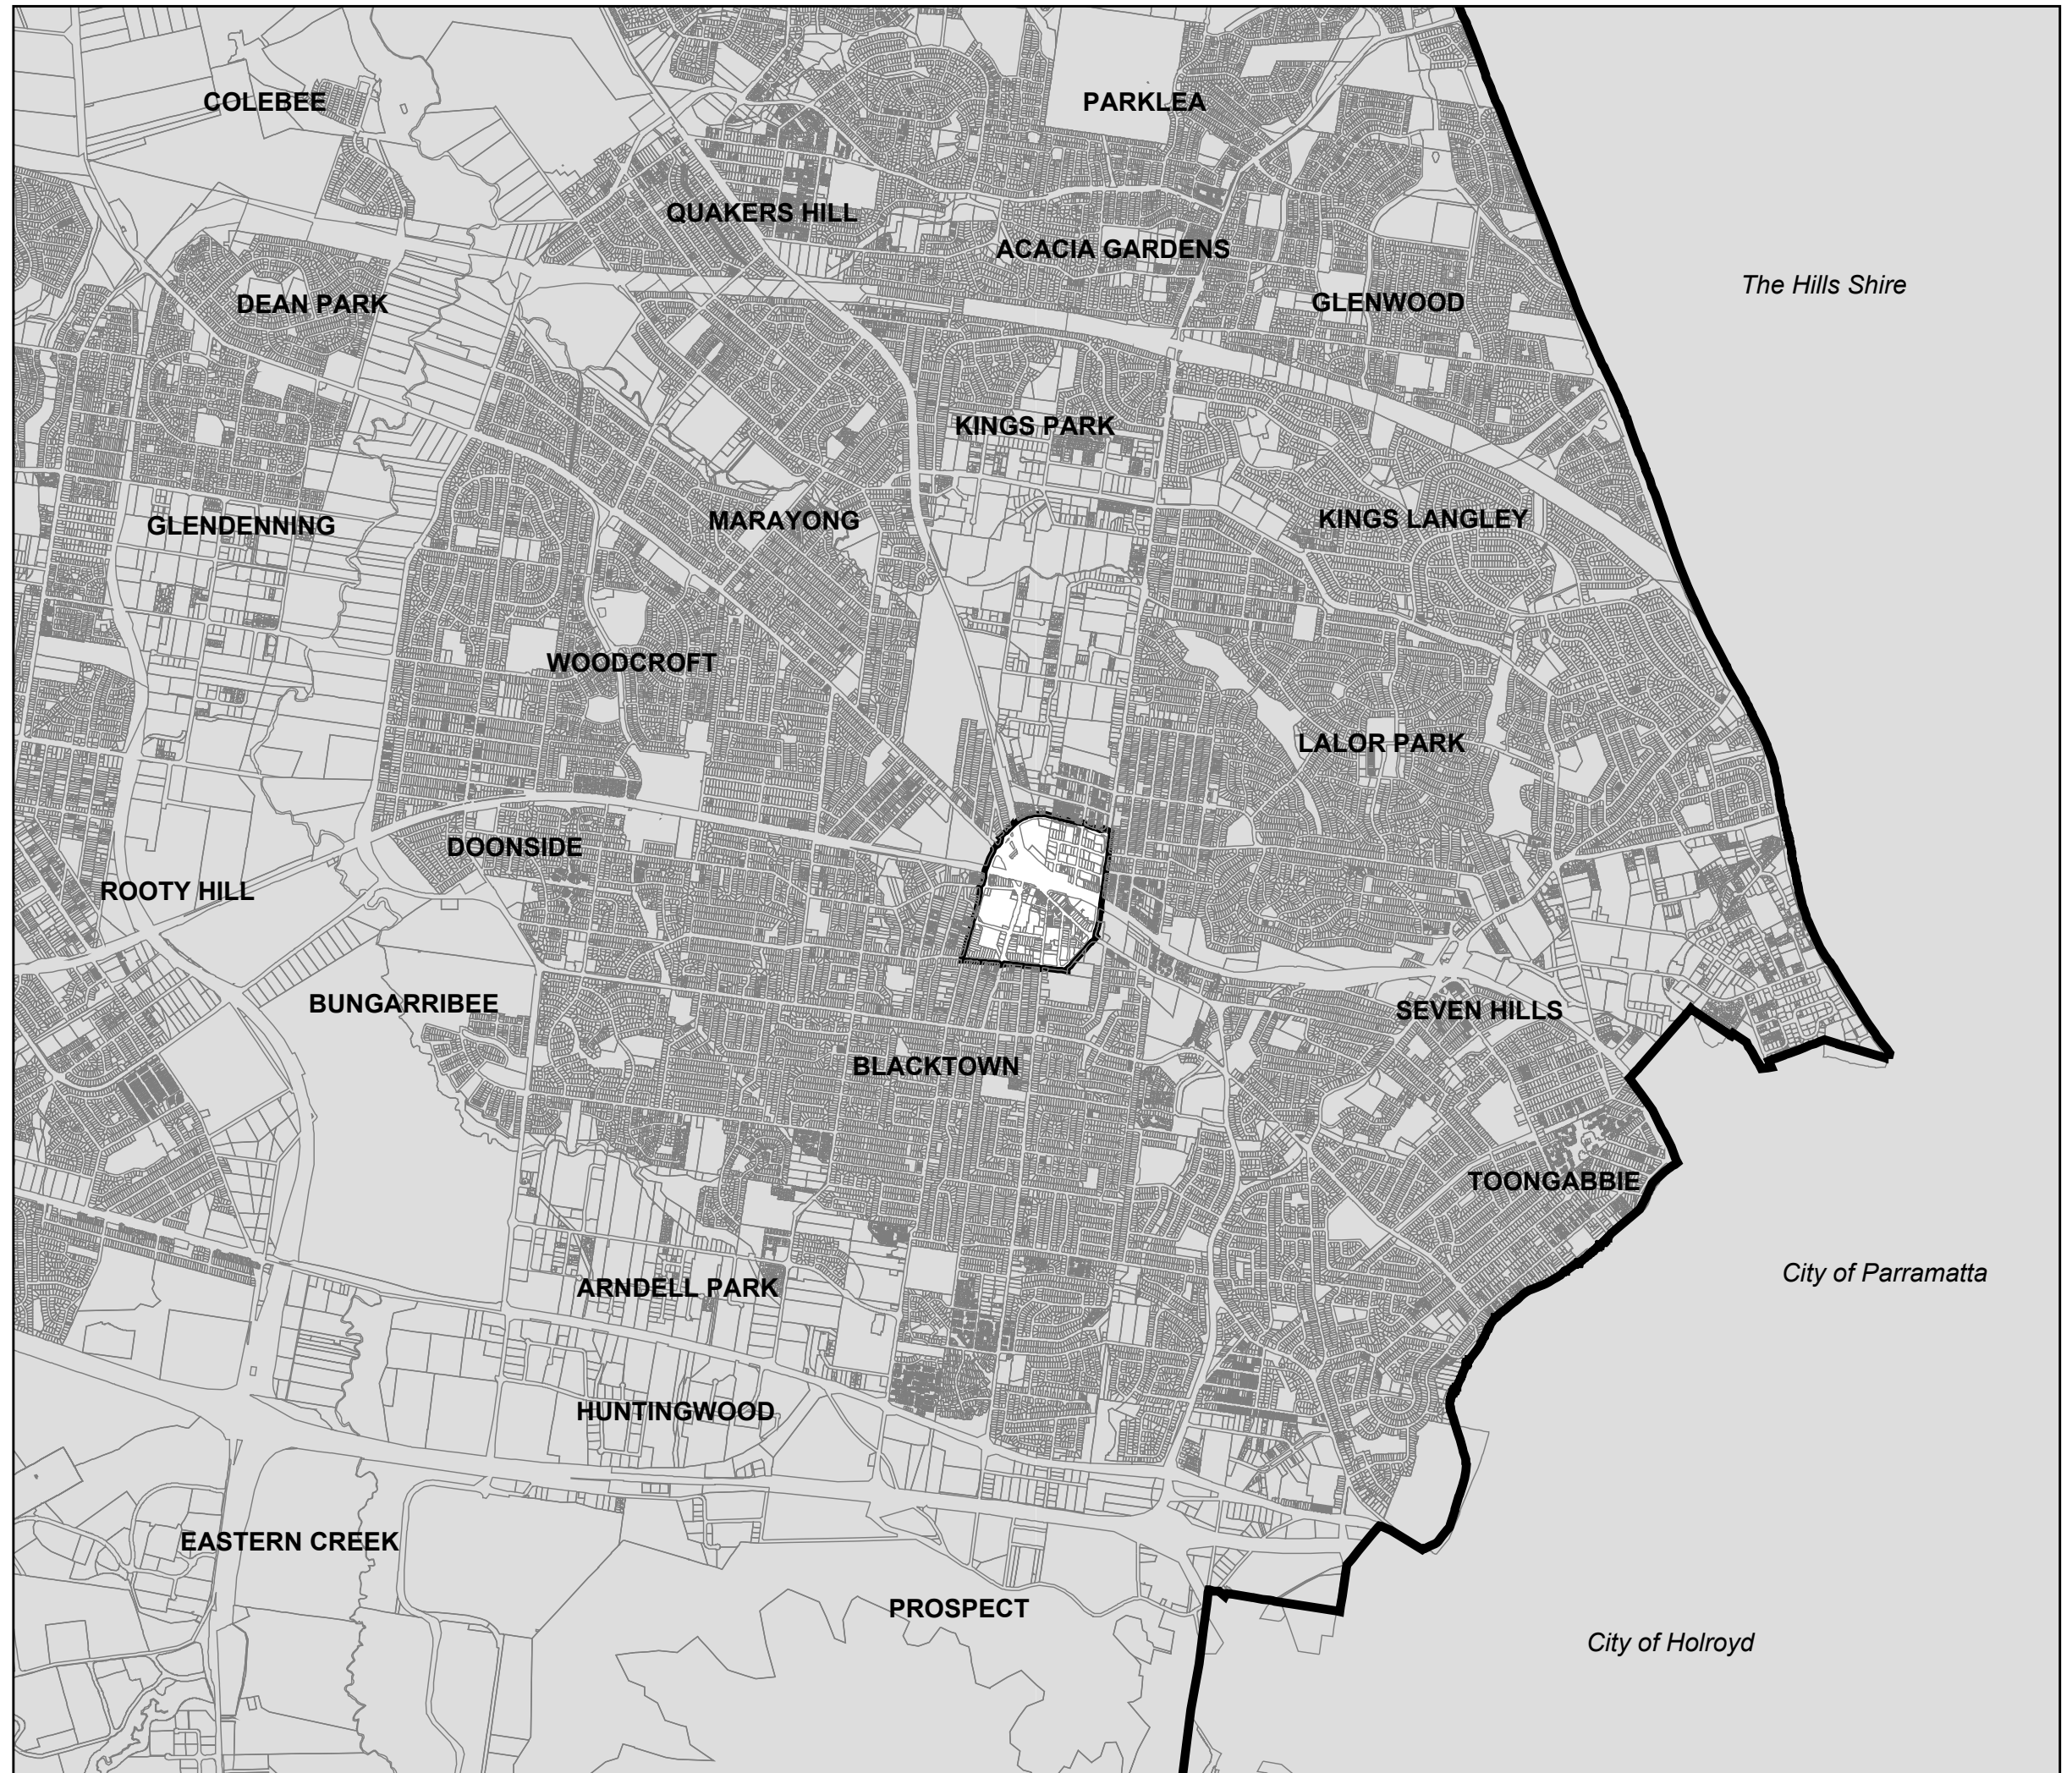 COLEBEE
PARKLEA
QUAKERS HILL
ACACIA GARDENS
The Hills Shire
DEAN PARK
GLENWOOD
KINGS PARK
GLENDENNING
MARAYONG
KINGS LANGLEY
WOODCROFT
LALOR PARK
DOONSIDE
ROOTY HILL
BUNGARRIBEE
SEVEN HILLS
BLACKTOWN
TOONGABBIE
City of Parramatta
ARNDELL PARK
HUNTINGWOOD
EASTERN CREEK
PROSPECT
City of Holroyd